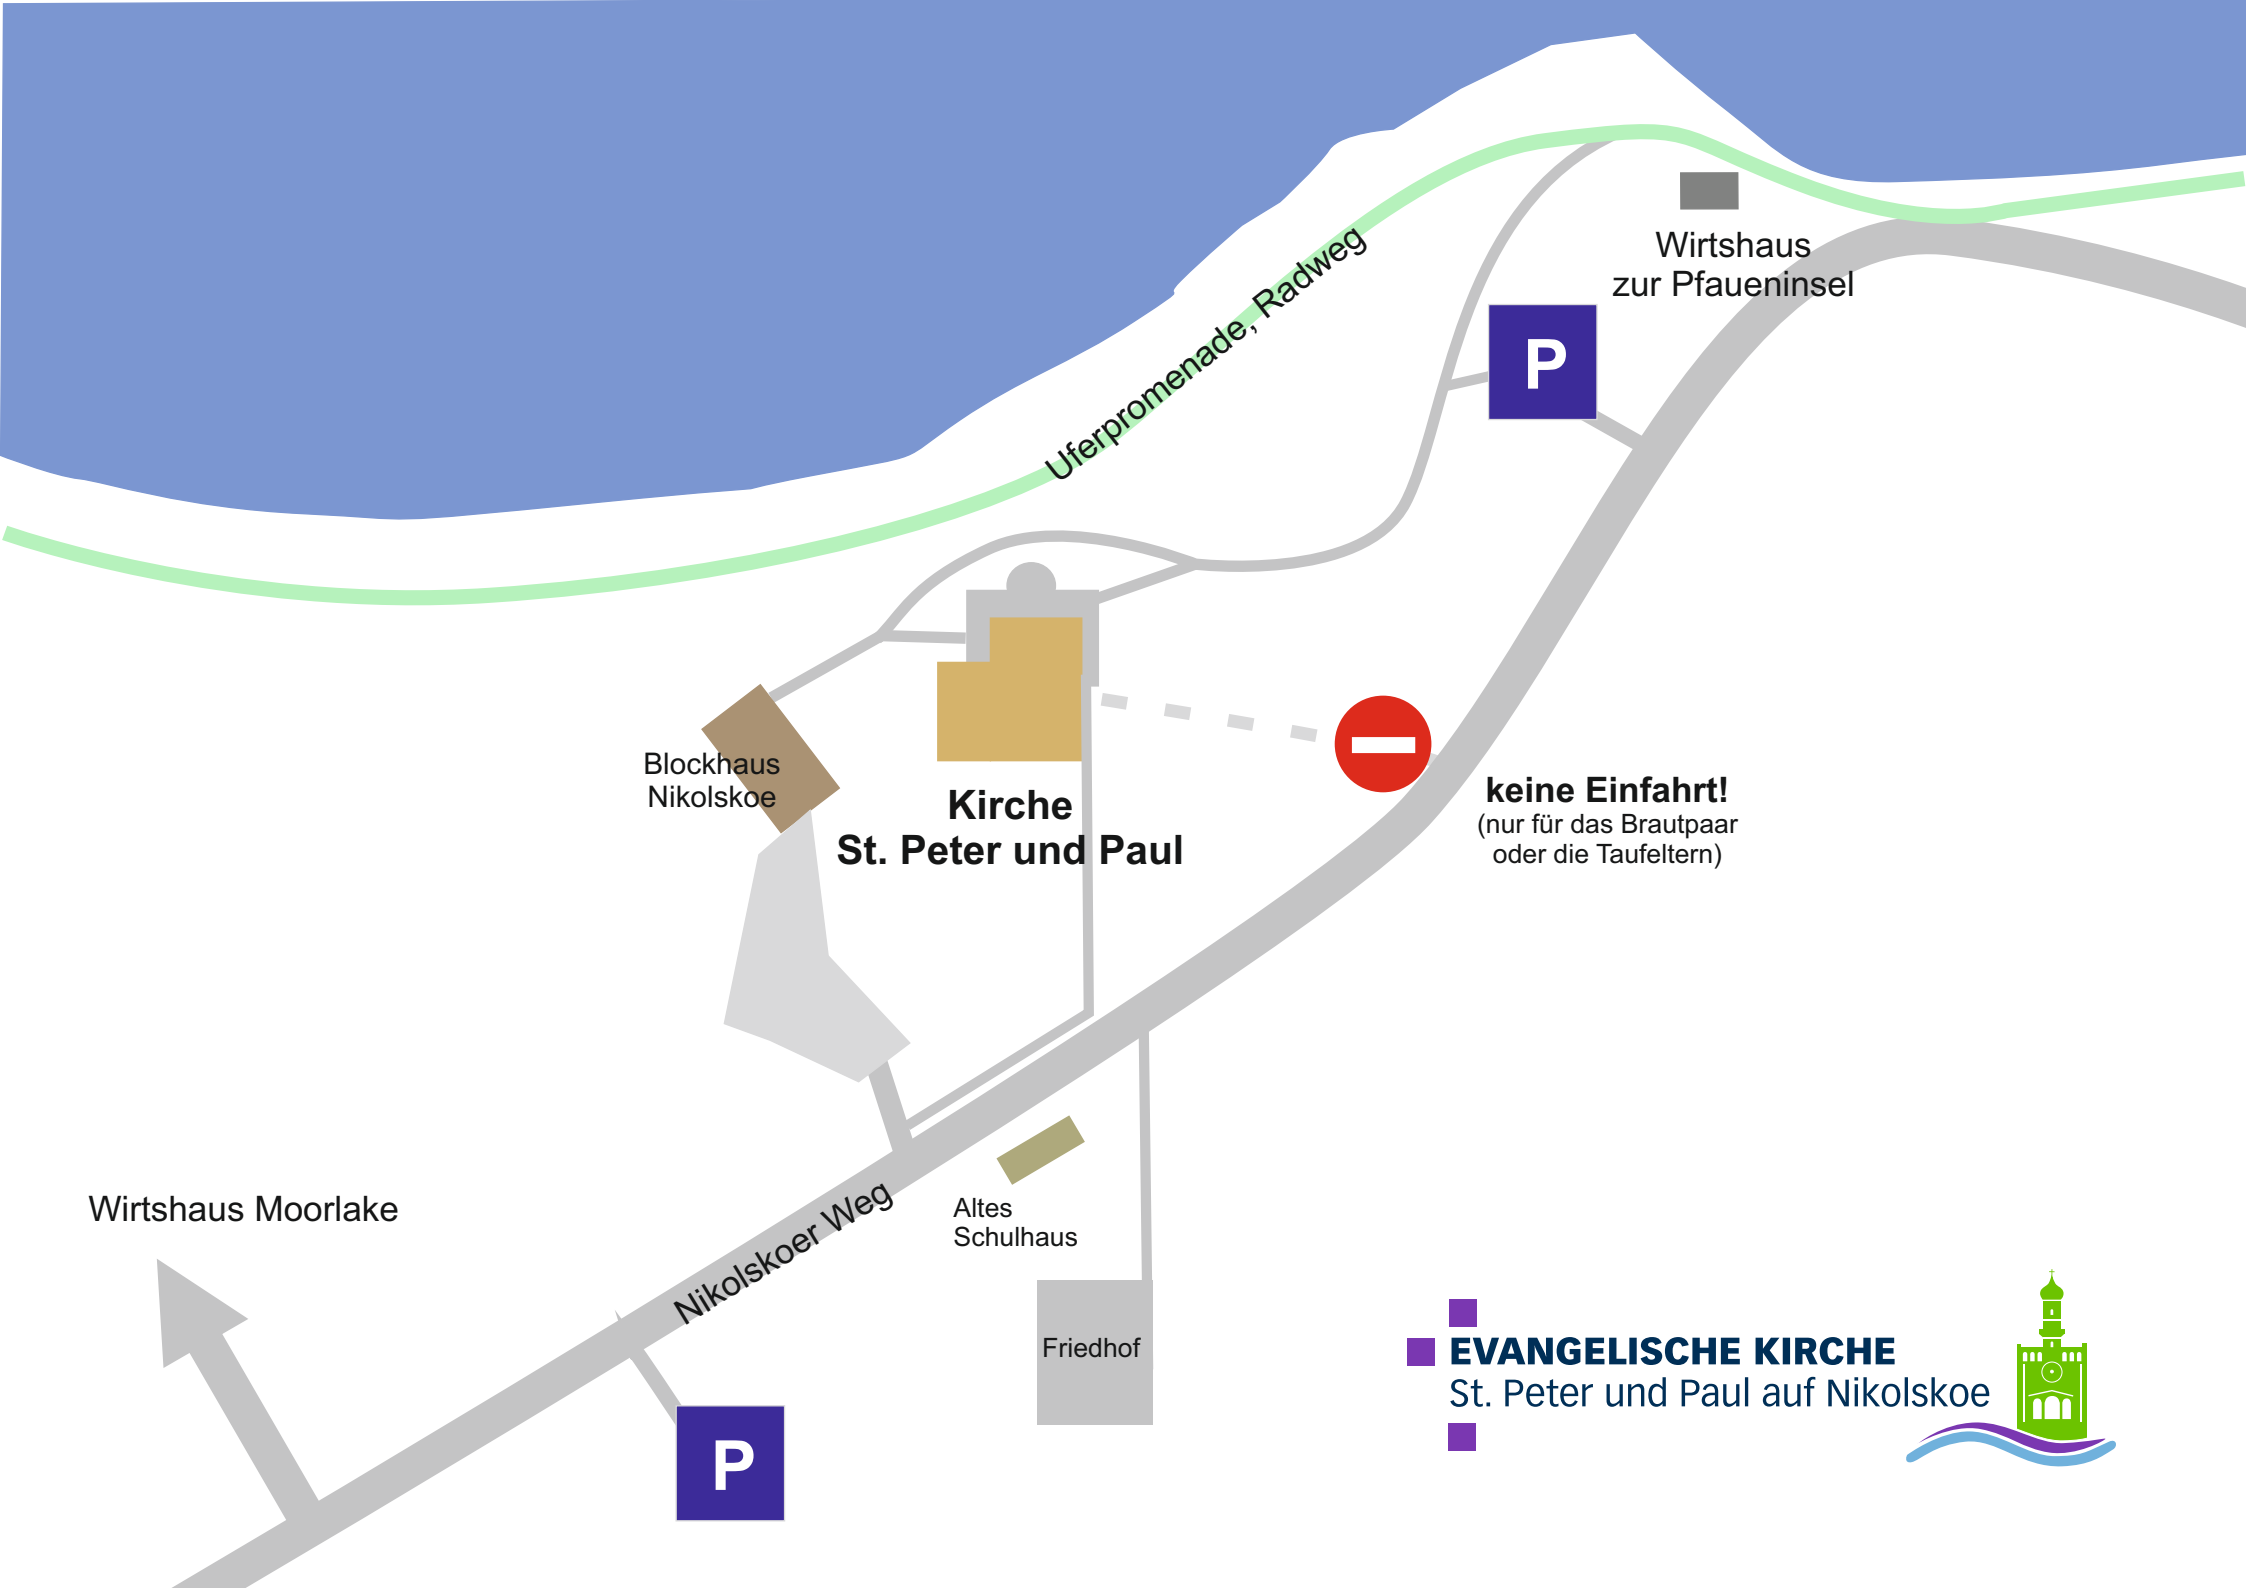 Uferpromenade, Radweg
Wirtshaus
zur Pfaueninsel
P
Blockhaus
Nikolskoe
Kirche
St. Peter und Paul
keine Einfahrt!
(nur für das Brautpaar
oder die Taufeltern)
Wirtshaus Moorlake
Nikolskoer Weg
Altes
Schulhaus
Friedhof
P
EVANGELISCHE KIRCHE
St. Peter und Paul auf Nikolskoe